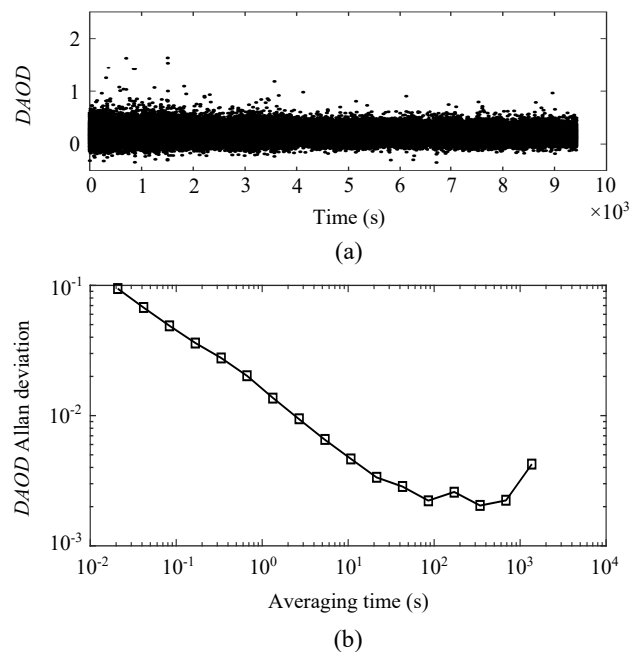 2
1
0
DAOD
0 1 2 3 4 5 6 7 8 9 10
×10³
Time (s)
(a)
10⁻¹
10⁻²
10⁻³
DAOD Allan deviation
10⁻² 10⁻¹ 10⁰ 10¹ 10² 10³ 10⁴
Averaging time (s)
(b)